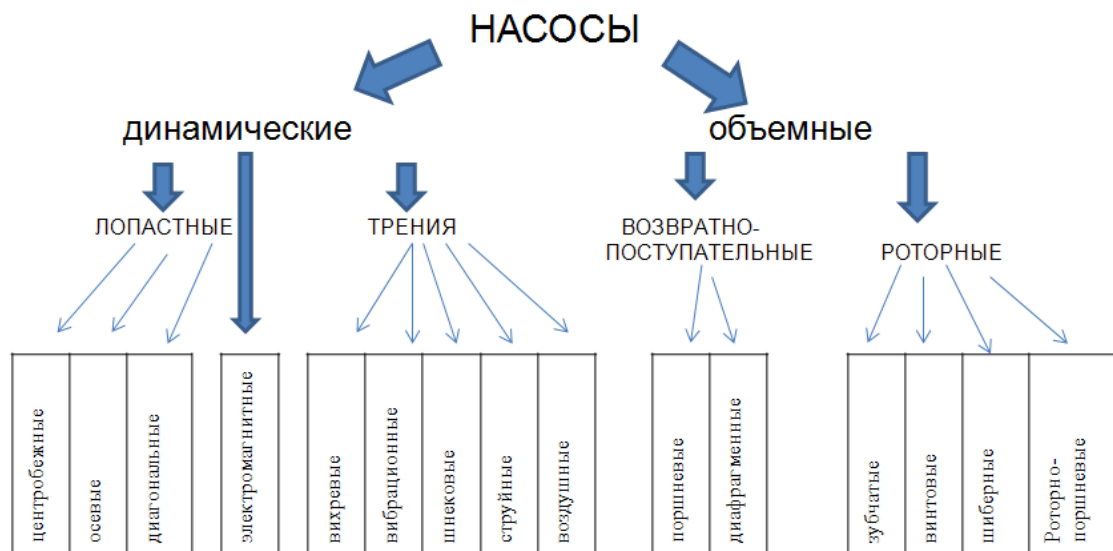 НАСОСЫ
динамические
объемные
ЛОПАСТНЫЕ
ТРЕНИЯ
ВОЗВРАТНО-
ПОСТУПАТЕЛЬНЫЕ
РОТОРНЫЕ
центробежные
осевые
диагональные
электромагнитные
вихревые
вибрационные
шнековые
струйные
воздушные
поршневые
диафрагменные
зубчатые
винтовые
шиберные
Роторно-
поршневые